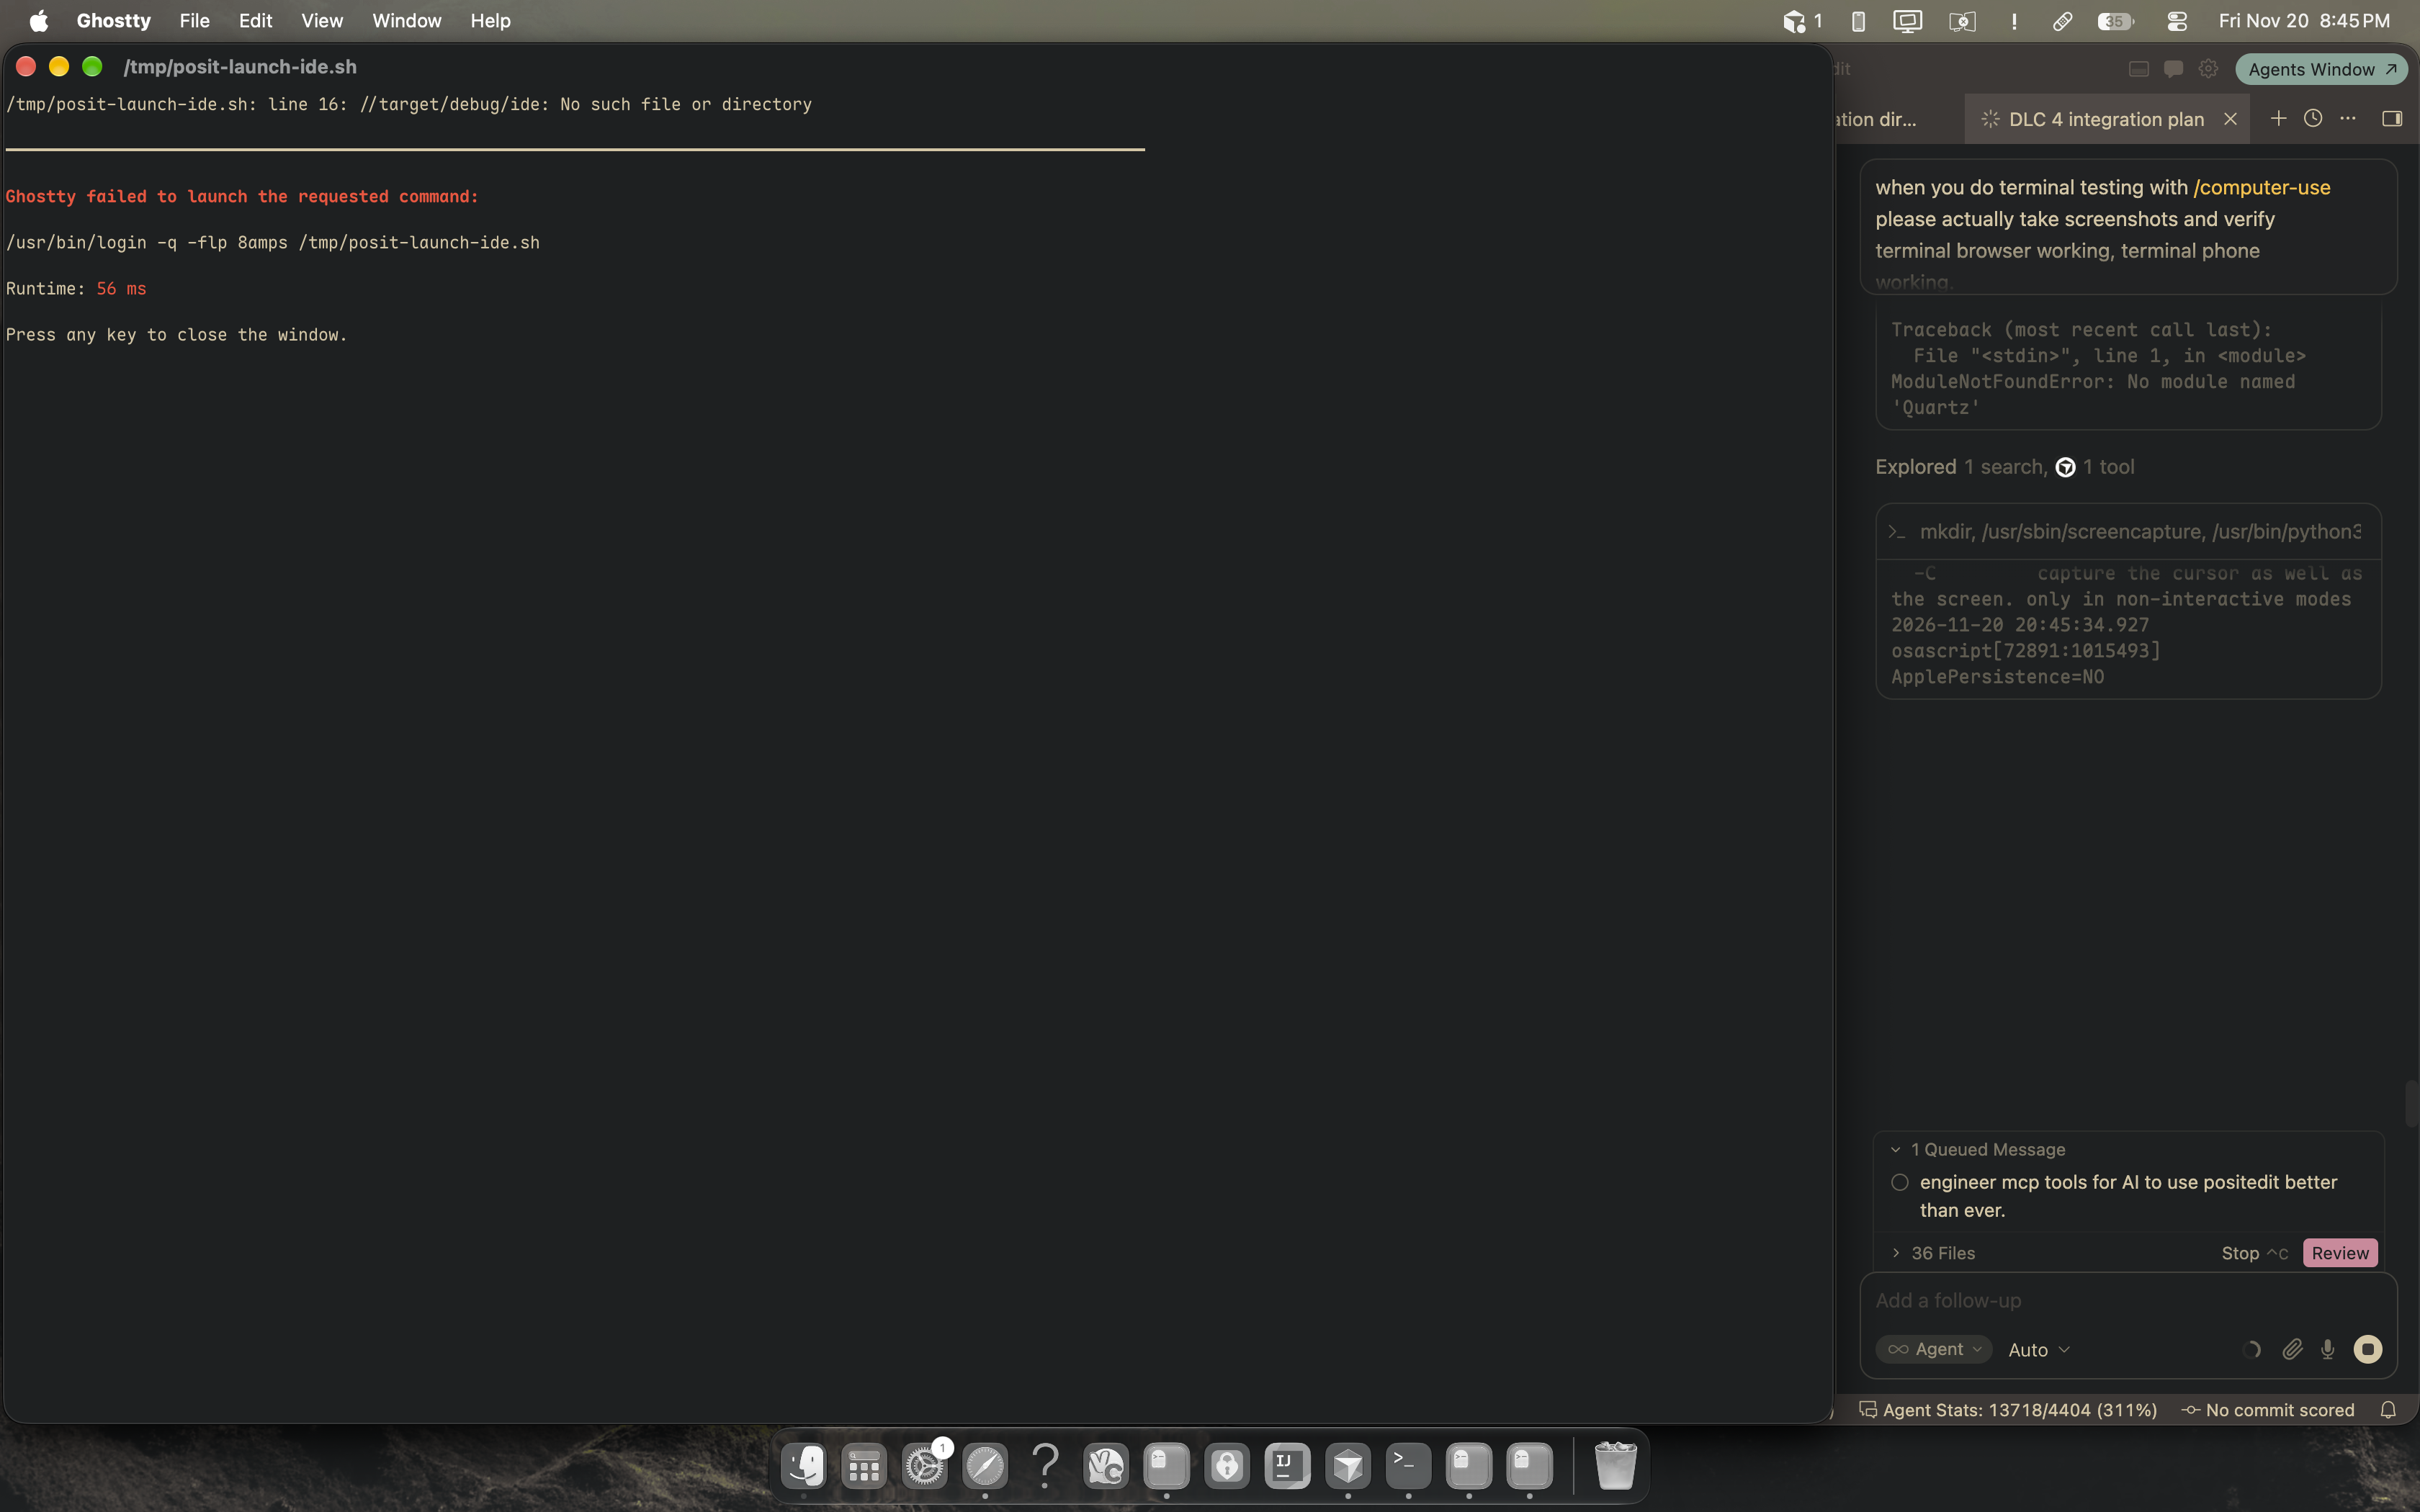 Ghostty File Edit View Window Help
1
35
Fri Nov 20 8:45 PM
/tmp/posit-launch-ide.sh
/tmp/posit-launch-ide.sh: line 16: //target/debug/ide: No such file or directory
Ghostty failed to launch the requested command:
/usr/bin/login -q -flp 8amps /tmp/posit-launch-ide.sh
Runtime: 56 ms
Press any key to close the window.
dit
Agents Window
ation dir...
DLC 4 integration plan
when you do terminal testing with /computer-use
please actually take screenshots and verify
terminal browser working, terminal phone
working.
Traceback (most recent call last):
File "<stdin>", line 1, in <module>
ModuleNotFoundError: No module named
'Quartz'
Explored 1 search, 1 tool
>_ mkdir, /usr/sbin/screencapture, /usr/bin/python3
-C capture the cursor as well as
the screen. only in non-interactive modes
2026-11-20 20:45:34.927
osascript[72891:1015493]
ApplePersistence=NO
1 Queued Message
engineer mcp tools for AI to use positedit better
than ever.
36 Files
Stop ^C
Review
Add a follow-up
Agent
Auto
Agent Stats: 13718/4404 (311%)
No commit scored
1
IJ
>_